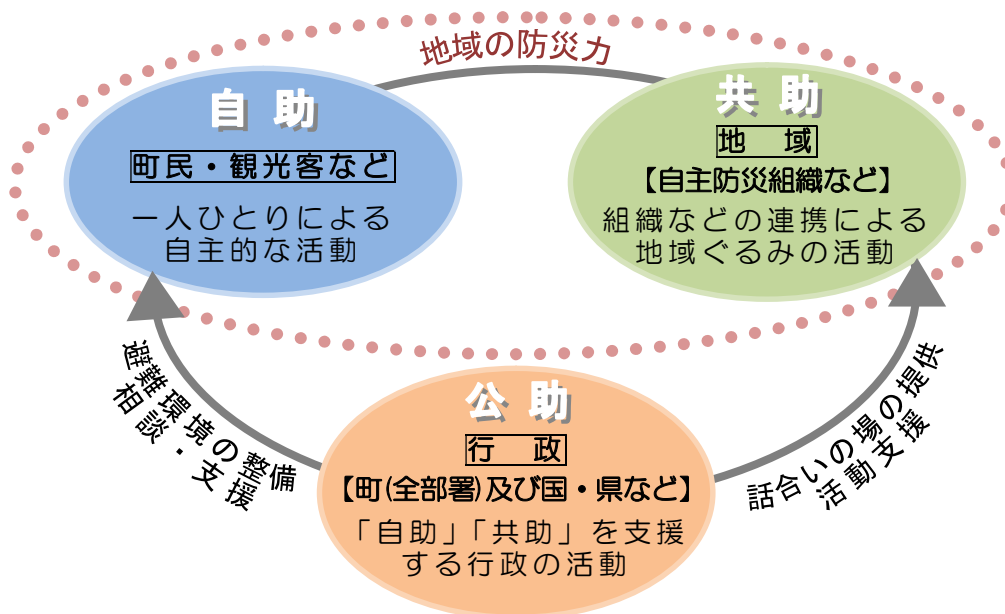 地域の防災力
自助
町民・観光客など
一人ひとりによる
自主的な活動
共助
地　域
【自主防災組織など】
組織などの連携による
地域ぐるみの活動
避難環境の整備
相談・支援
公助
行　政
【町(全部署)及び国・県など】
「自助」「共助」を支援
する行政の活動
話合いの場の提供
活動支援